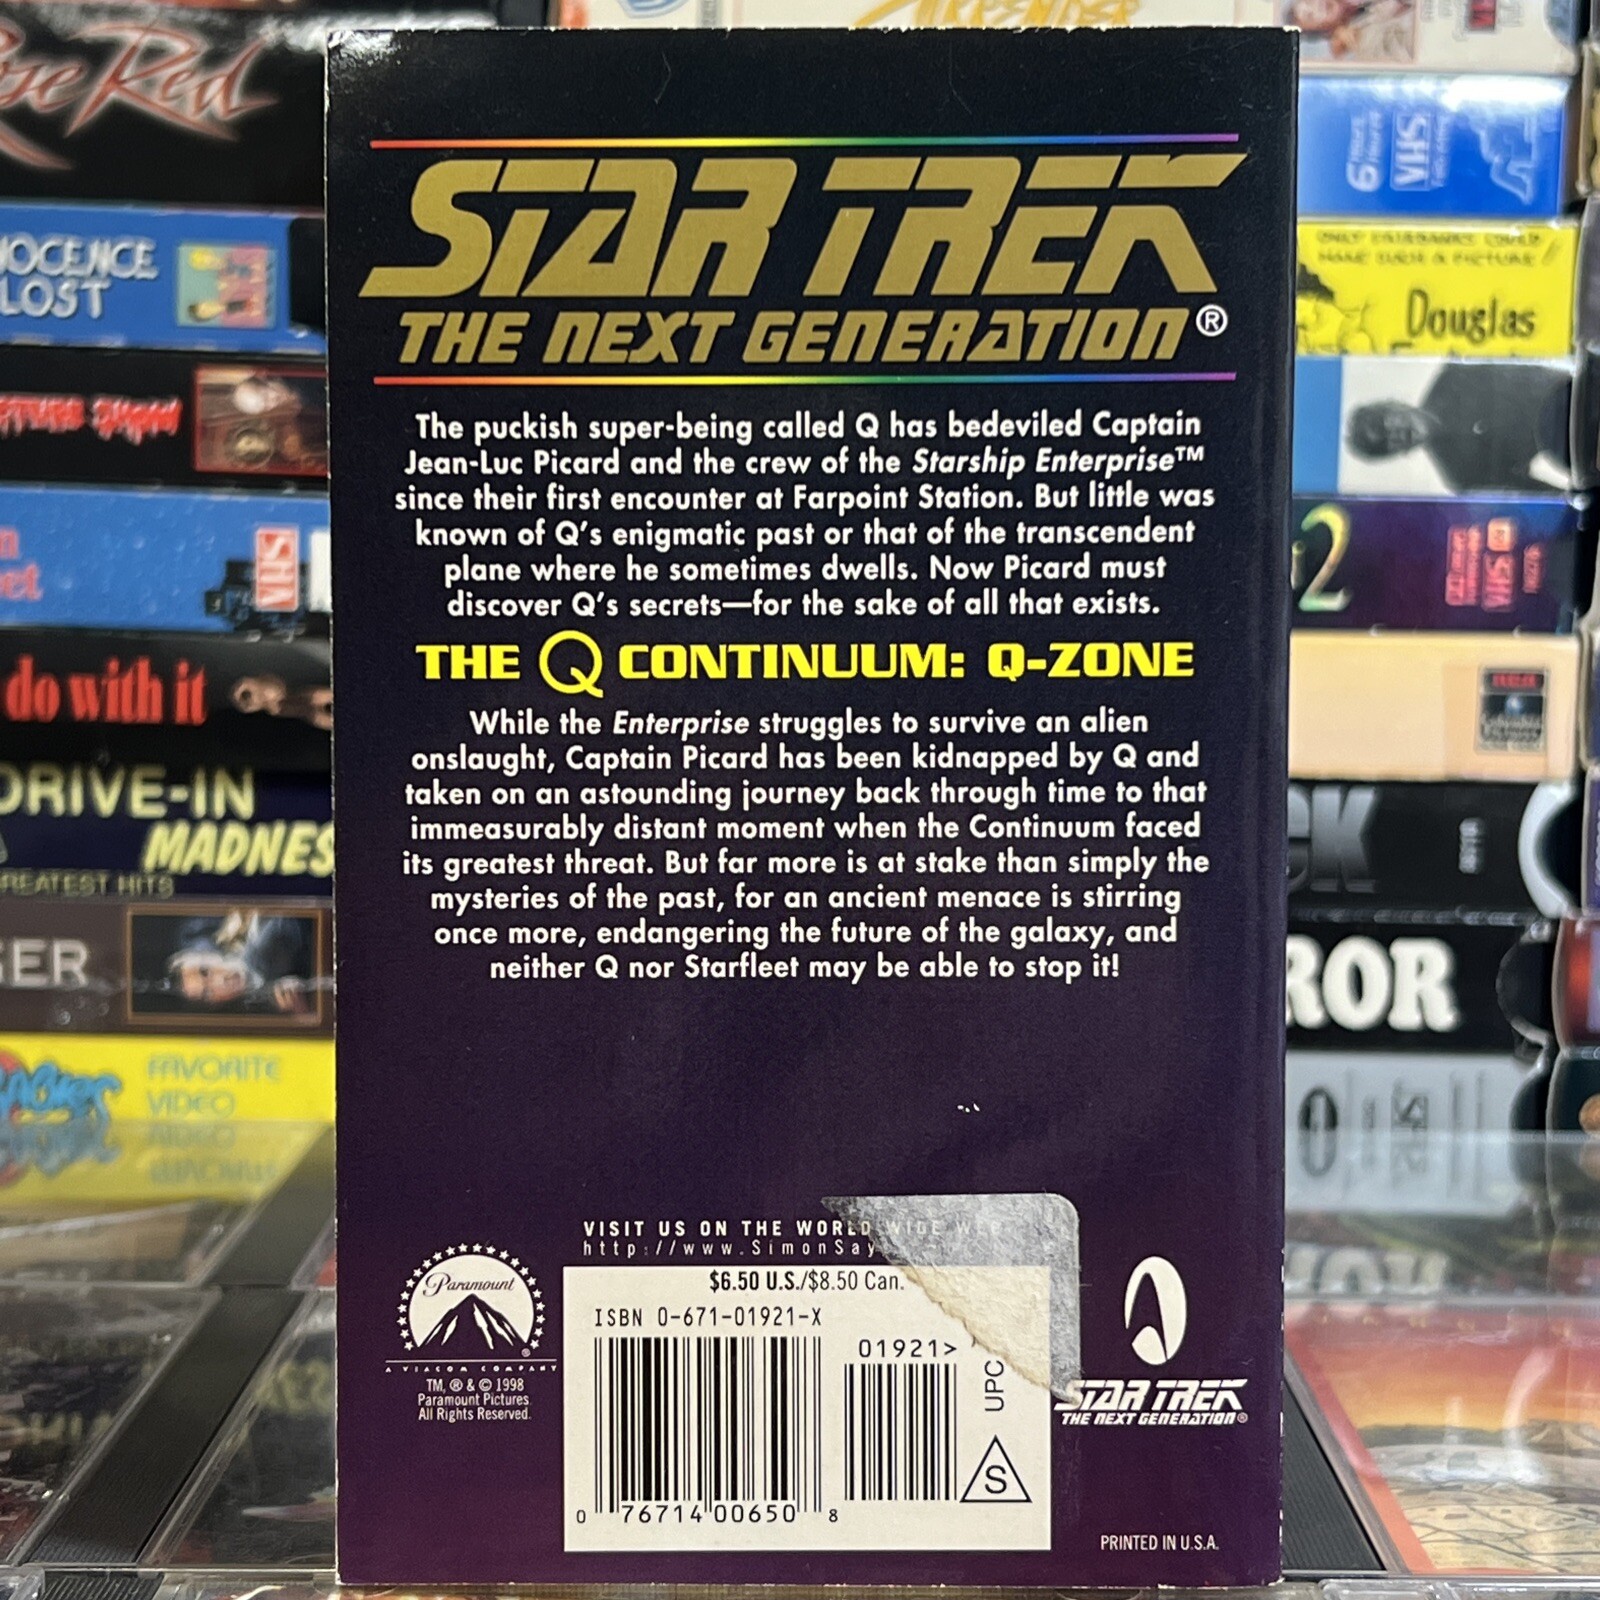 STAR TREK
THE NEXT GENERATION®
The puckish super-being called Q has bedeviled Captain
Jean-Luc Picard and the crew of the Starship Enterprise™
since their first encounter at Farpoint Station. But little was
known of Q's enigmatic past or that of the transcendent
plane where he sometimes dwells. Now Picard must
discover Q's secrets—for the sake of all that exists.
THE Q CONTINUUM: Q-ZONE
While the Enterprise struggles to survive an alien
onslaught, Captain Picard has been kidnapped by Q and
taken on an astounding journey back through time to that
immeasurably distant moment when the Continuum faced
its greatest threat. But far more is at stake than simply the
mysteries of the past, for an ancient menace is stirring
once more, endangering the future of the galaxy, and
neither Q nor Starfleet may be able to stop it!
VISIT US ON THE WORLD WIDE WEB
http://www.SimonSay
$6.50 U.S./$8.50 Can.
ISBN 0-671-01921-X
01921>
UPC
S
0 76714 00650 8
Paramount
A VIACOM COMPANY
TM, ® & © 1998
Paramount Pictures.
All Rights Reserved.
STAR TREK
THE NEXT GENERATION®
PRINTED IN U.S.A.
Red
LOST
do with it
DRIVE-IN
MADNES
GREATEST HITS
SER
FAVORITE
VIDEO
VHS
VHS
Douglas
2
ROR